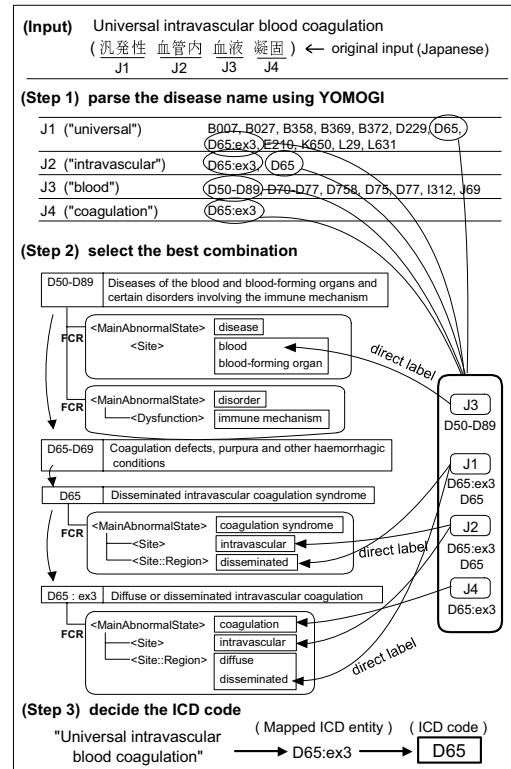 (Input) Universal intravascular blood coagulation
( 汎発性 血管内 血液 凝固 ) ← original input (Japanese)
J1 J2 J3 J4
(Step 1) parse the disease name using YOMOGI
J1 ("universal") B007, B027, B358, B369, B372, D229, D65,
D65:ex3, E210, K650, L29, L631
J2 ("intravascular") D65:ex3, D65
J3 ("blood") D50-D89, D70-D77, D758, D75, D77, I312, J69
J4 ("coagulation") D65:ex3
(Step 2) select the best combination
D50-D89 Diseases of the blood and blood-forming organs and
certain disorders involving the immune mechanism
FCR <MainAbnormalState> disease
<Site> blood
blood-forming organ
direct label
FCR <MainAbnormalState> disorder
<Dysfunction> immune mechanism
J3
D50-D89
D65-D69 Coagulation defects, purpura and other haemorrhagic
conditions
J1
D65:ex3
D65
D65 Disseminated intravascular coagulation syndrome
FCR <MainAbnormalState> coagulation syndrome
<Site> intravascular
<Site::Region> disseminated
direct label
J2
D65:ex3
D65
D65 : ex3 Diffuse or disseminated intravascular coagulation
J4
D65:ex3
FCR <MainAbnormalState> coagulation
<Site> intravascular
<Site::Region> diffuse
disseminated
direct label
(Step 3) decide the ICD code
( Mapped ICD entity ) ( ICD code )
"Universal intravascular
blood coagulation" → D65:ex3 → D65